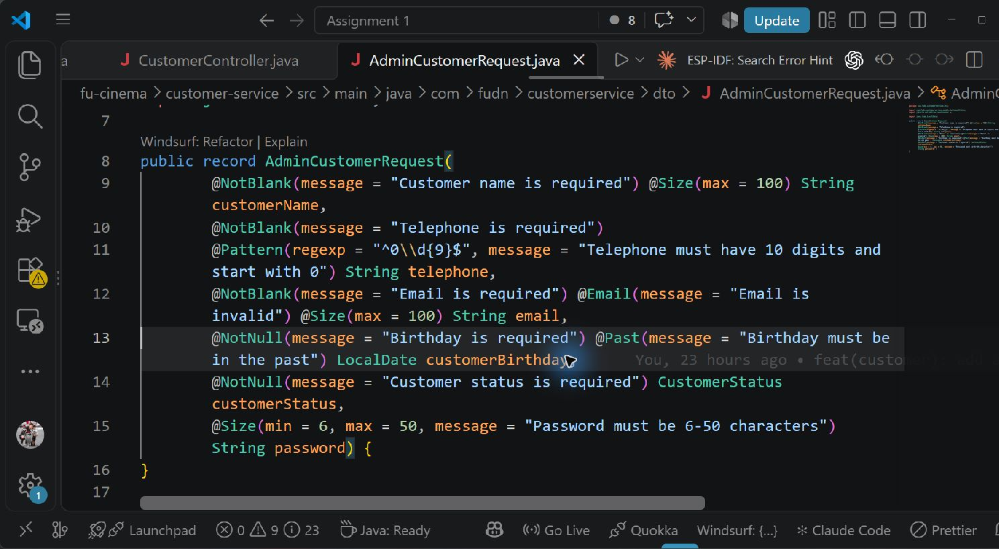 Assignment 1
8
Update
a
CustomerController.java
AdminCustomerRequest.java
ESP-IDF: Search Error Hint
fu-cinema > customer-service > src > main > java > com > fudn > customerservice > dto > AdminCustomerRequest.java > Admin
7
Windsurf: Refactor | Explain
8 public record AdminCustomerRequest(
9 @NotBlank(message = "Customer name is required") @Size(max = 100) String
customerName,
10 @NotBlank(message = "Telephone is required")
11 @Pattern(regexp = "^0\\d{9}$", message = "Telephone must have 10 digits and
start with 0") String telephone,
12 @NotBlank(message = "Email is required") @Email(message = "Email is
invalid") @Size(max = 100) String email,
13 @NotNull(message = "Birthday is required") @Past(message = "Birthday must be
in the past") LocalDate customerBirthday You, 23 hours ago • feat(customer): add
14 @NotNull(message = "Customer status is required") CustomerStatus
customerStatus,
15 @Size(min = 6, max = 50, message = "Password must be 6-50 characters")
String password) {
16 }
17
1
Launchpad 0 9 23 Java: Ready Go Live Quokka Windsurf: {...} Claude Code Prettier